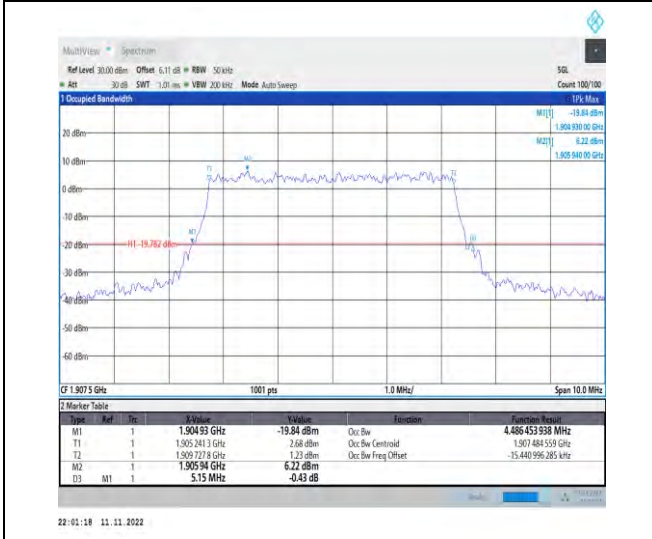 MultiView Spectrum
Ref Level 30.00 dBm Offset 6.11 dB RBW 50 kHz SGL
Att 30 dB SWT 1.01 ms VBW 200 kHz Mode Auto Sweep Count 100/100
1 Occupied Bandwidth 1Pk Max
M1[1] -19.84 dBm
1.904 930 00 GHz
M2[1] 6.22 dBm
1.905 940 00 GHz
20 dBm
10 dBm
M2
T1
T2
0 dBm
-10 dBm
M1
-20 dBm H1 -19.782 dBm
-30 dBm
-40 dBm
-50 dBm
-60 dBm
CF 1.907 5 GHz 1001 pts 1.0 MHz/ Span 10.0 MHz
2 Marker Table
Type Ref Trc X-Value Y-Value Function Function Result
M1 1 1.904 93 GHz -19.84 dBm Occ Bw 4.486 453 938 MHz
T1 1 1.905 241 3 GHz 2.68 dBm Occ Bw Centroid 1.907 484 559 GHz
T2 1 1.909 727 8 GHz 1.23 dBm Occ Bw Freq Offset -15.440 996 285 kHz
M2 1 1.905 94 GHz 6.22 dBm
D3 M1 1 5.15 MHz -0.43 dB
22:01:18 11.11.2022